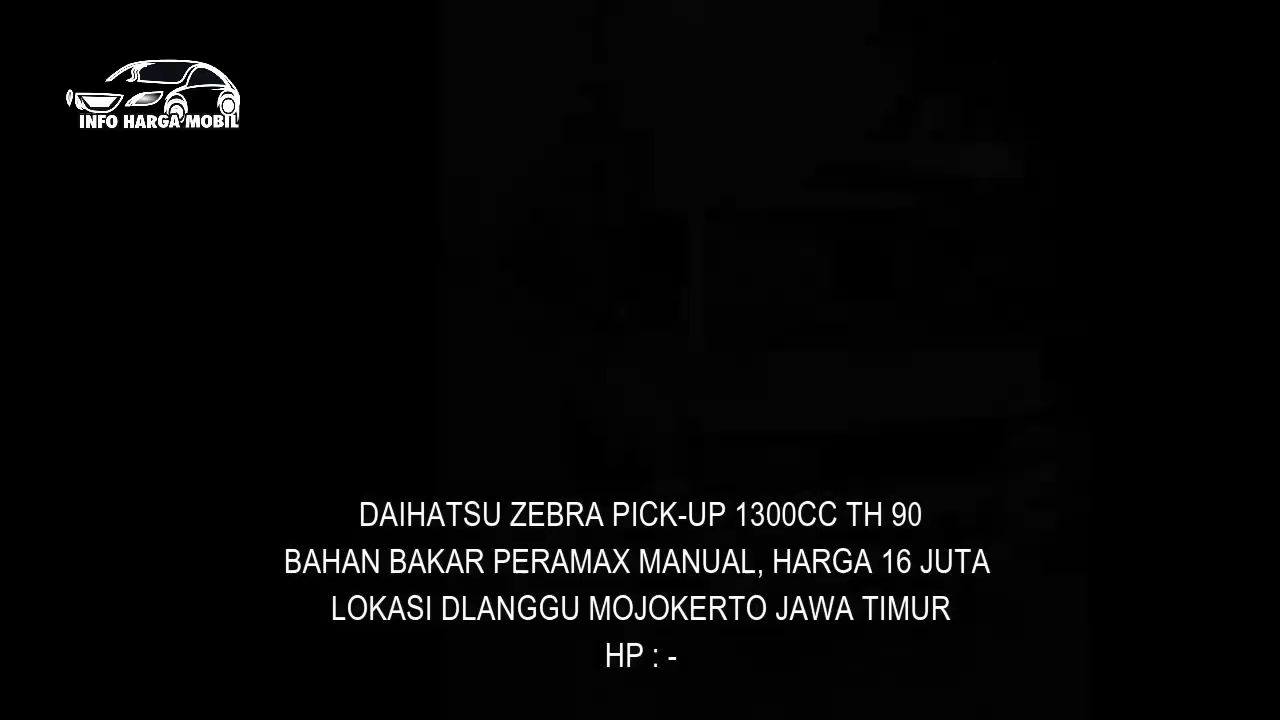 INFO HARGA MOBIL
DAIHATSU ZEBRA PICK-UP 1300CC TH 90
BAHAN BAKAR PERAMAX MANUAL, HARGA 16 JUTA
LOKASI DLANGGU MOJOKERTO JAWA TIMUR
HP : -